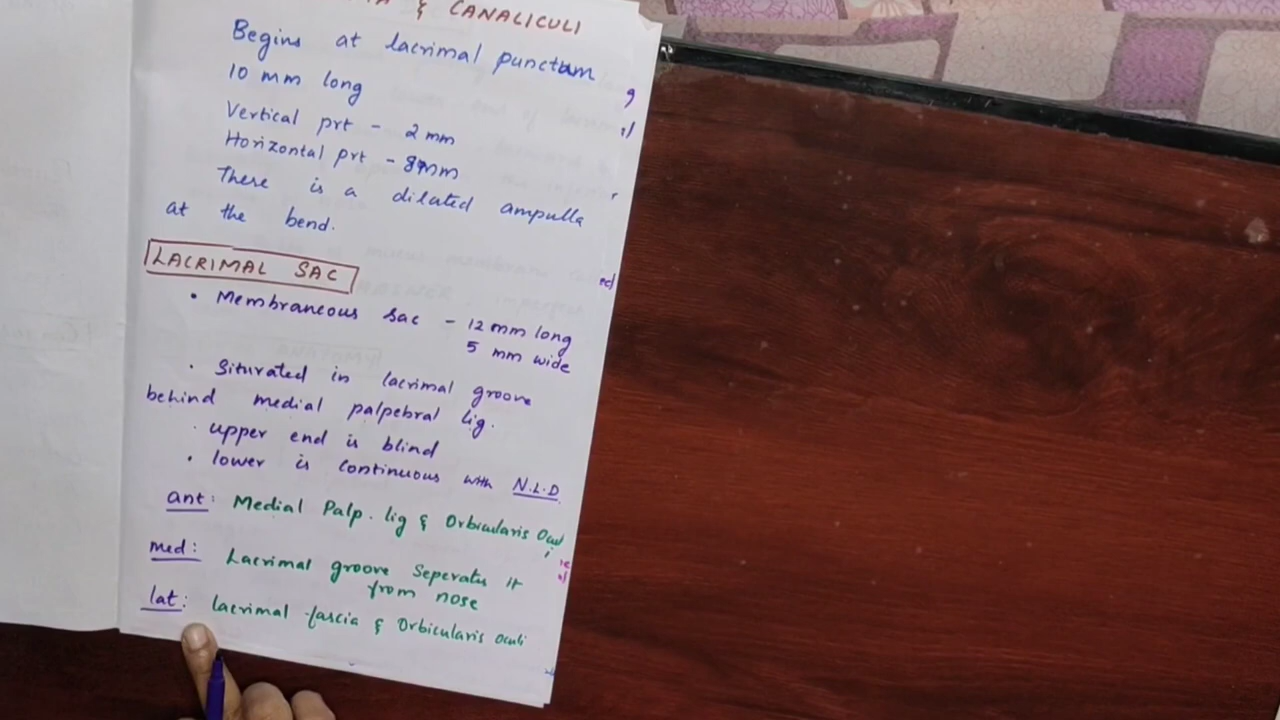 & CANALICULI
Begins at lacrimal punctum
10 mm long
Vertical prt - 2 mm
Horizontal prt - 8mm
There is a dilated ampulla
at the bend.
LACRIMAL SAC
• Membraneous sac - 12 mm long
5 mm wide
• Siturated in lacrimal groove
behind medial palpebral lig.
• upper end is blind
• lower is continuous with N.L.D
ant: Medial Palp. lig & Orbicularis Oculi
med: Lacrimal groove Seperates it
from nose
lat: lacrimal fascia & Orbicularis Oculi